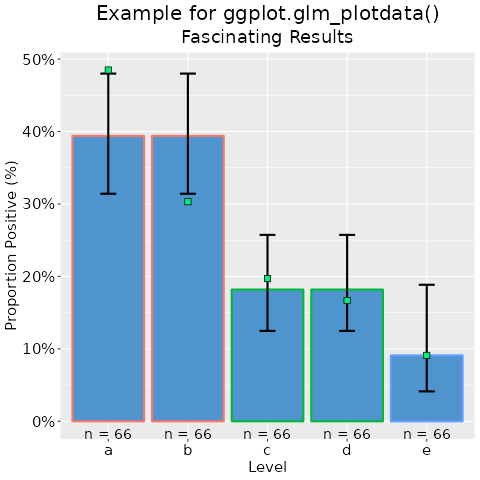 Example for ggplot.glm_plotdata()
Fascinating Results
Proportion Positive (%)
50%
40%
30%
20%
10%
0%
n = 66 n = 66 n = 66 n = 66 n = 66
a b c d e
Level